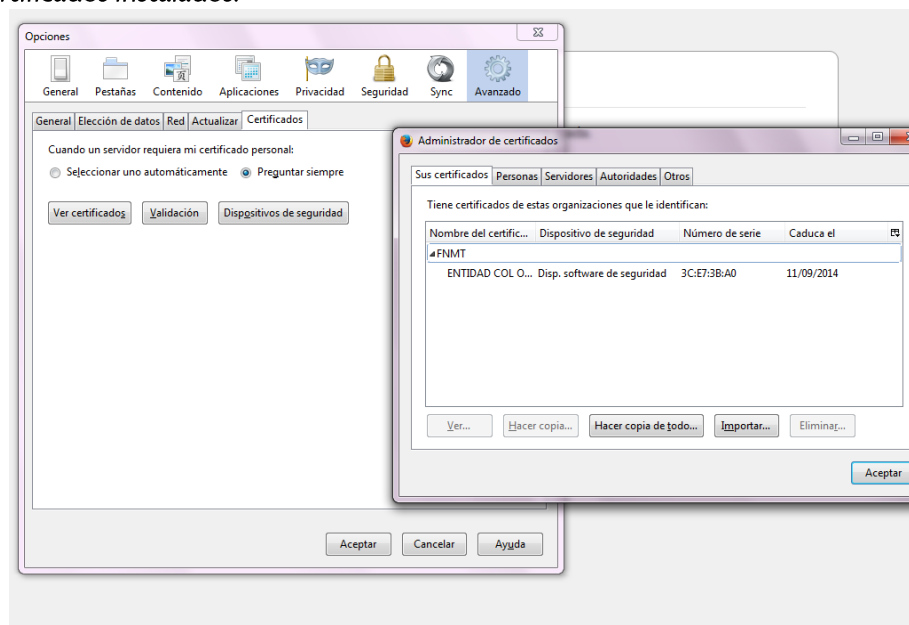 certificados instalados.
Opciones
General Pestañas Contenido Aplicaciones Privacidad Seguridad Sync Avanzado
General Elección de datos Red Actualizar Certificados
Cuando un servidor requiera mi certificado personal:
Seleccionar uno automáticamente Preguntar siempre
Ver certificados Validación Dispositivos de seguridad
Aceptar Cancelar Ayuda
Administrador de certificados
Sus certificados Personas Servidores Autoridades Otros
Tiene certificados de estas organizaciones que le identifican:
Nombre del certific... Dispositivo de seguridad Número de serie Caduca el
FNMT
ENTIDAD COL O... Disp. software de seguridad 3C:E7:3B:A0 11/09/2014
Ver... Hacer copia... Hacer copia de todo... Importar... Eliminar...
Aceptar